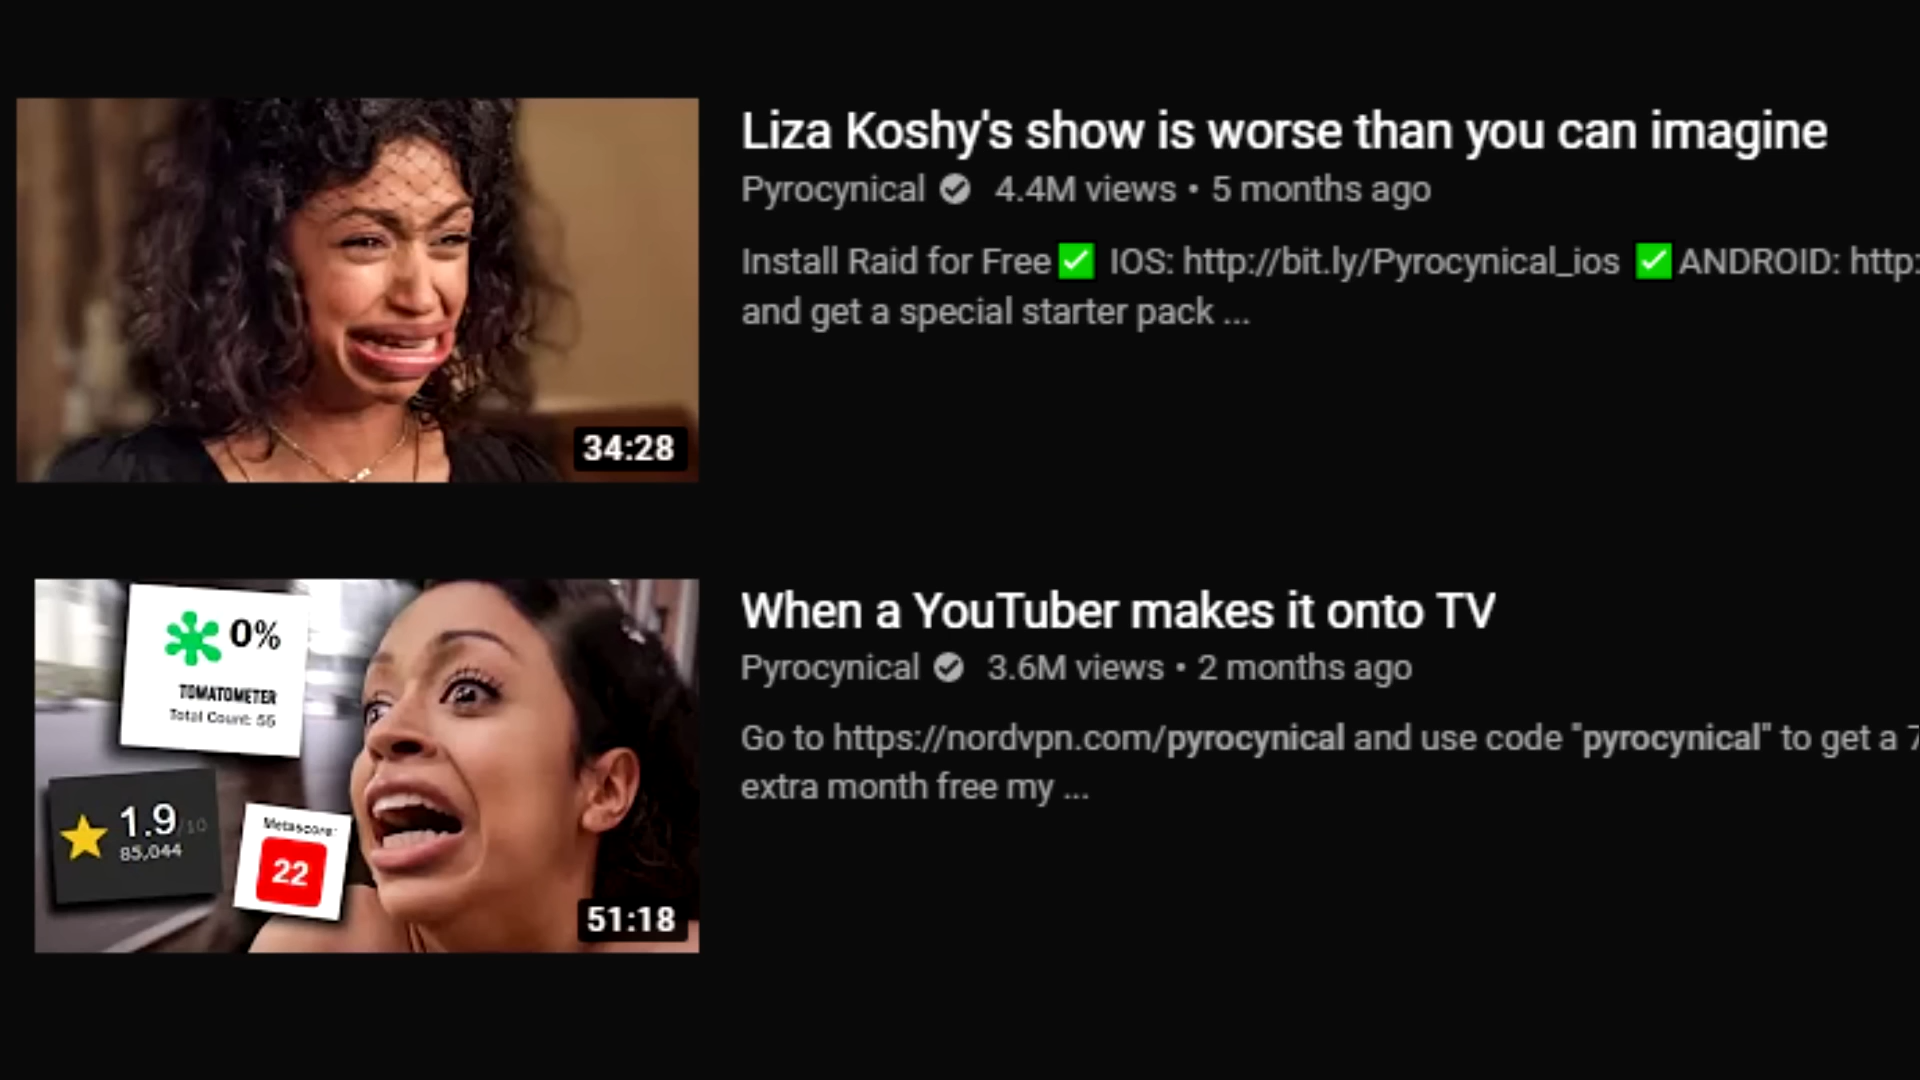 Liza Koshy's show is worse than you can imagine
Pyrocynical 4.4M views • 5 months ago
Install Raid for Free✅ IOS: http://bit.ly/Pyrocynical_ios ✅ANDROID: http:
and get a special starter pack ...
34:28
When a YouTuber makes it onto TV
Pyrocynical 3.6M views • 2 months ago
Go to https://nordvpn.com/pyrocynical and use code "pyrocynical" to get a 7
extra month free my ...
0%
TOMATOMETER
Total Count: 55
1.9/10
85,044
Metascore
22
51:18